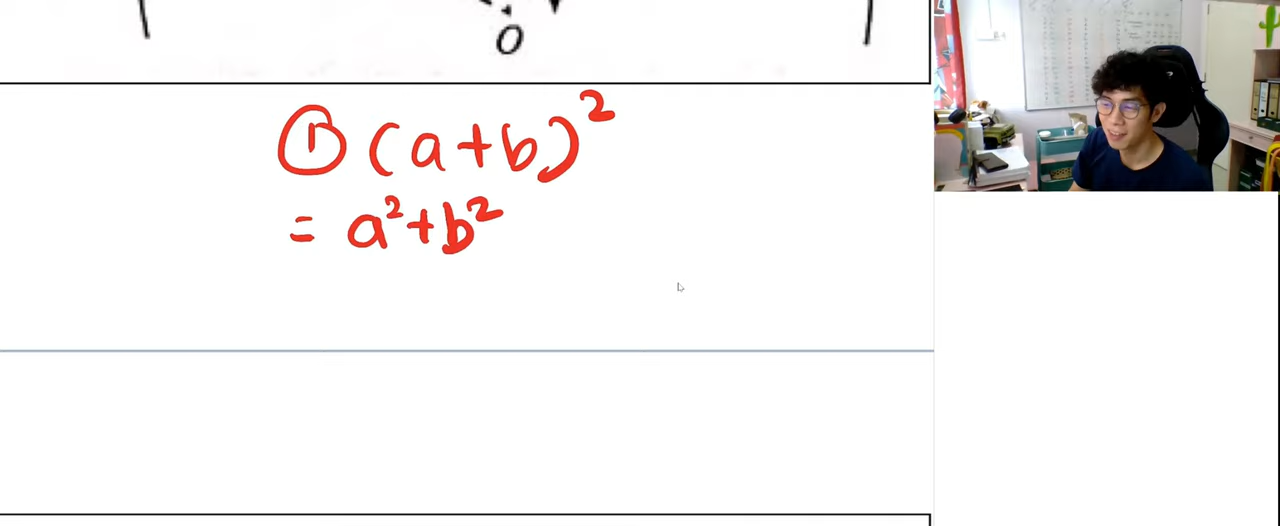 0
① (a+b)²
= a²+b²